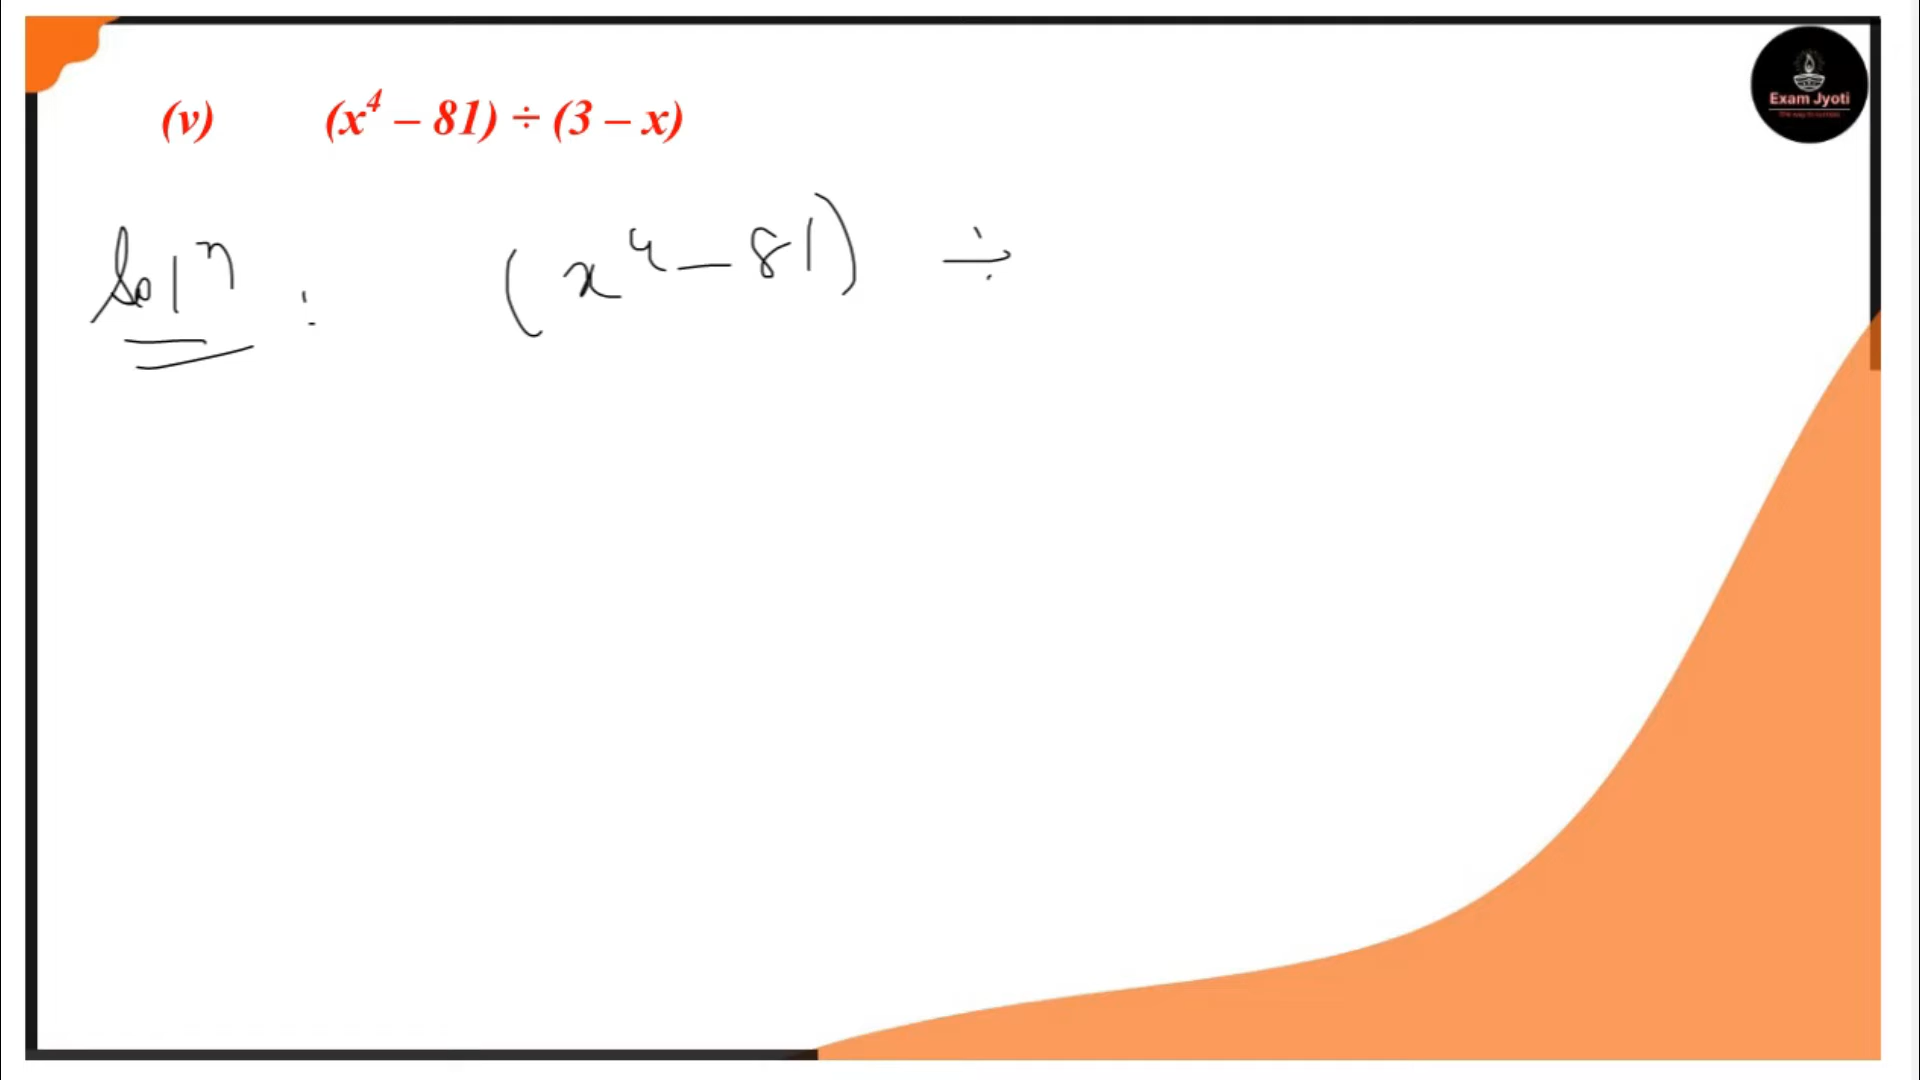 Exam Jyoti
(v) (x⁴ – 81) ÷ (3 – x)
Solⁿ : (x⁴ – 81) ÷